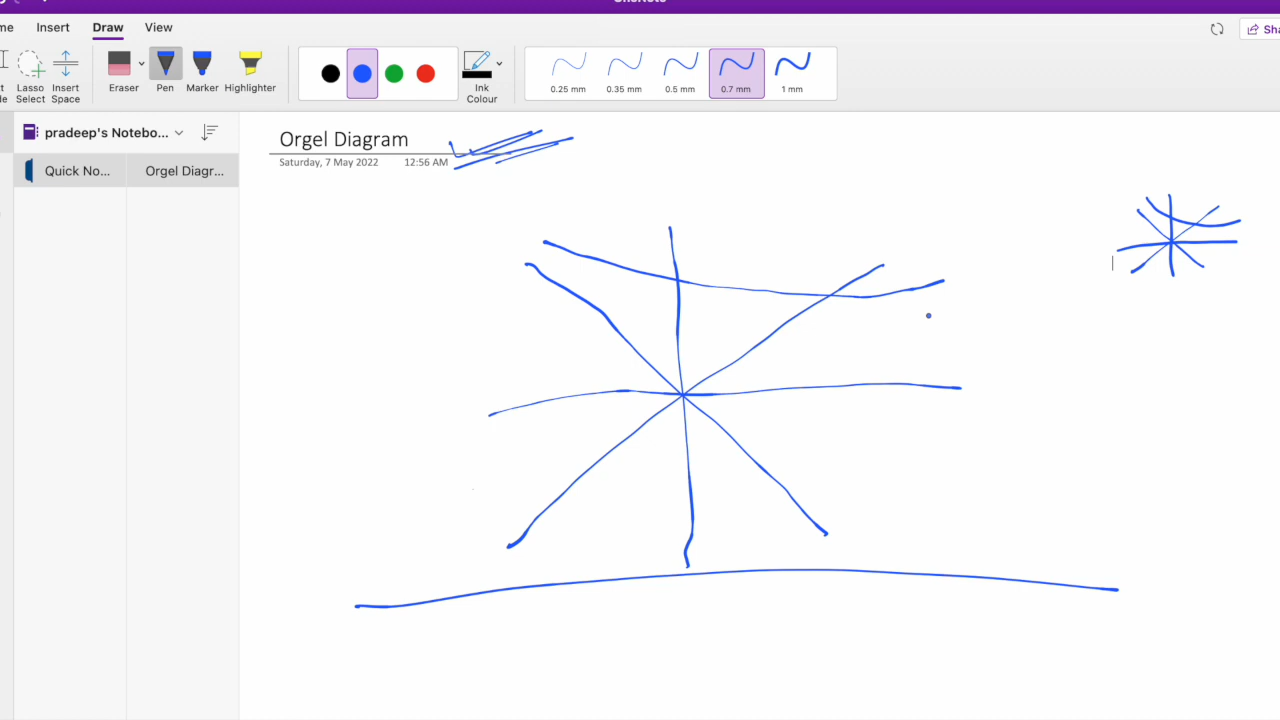 Insert Draw View
Eraser Pen Marker Highlighter
Lasso Select
Insert Space
Ink Colour
0.25 mm 0.35 mm 0.5 mm 0.7 mm 1 mm
pradeep's Notebo...
Quick No... Orgel Diagr...
Orgel Diagram
Saturday, 7 May 2022 12:56 AM